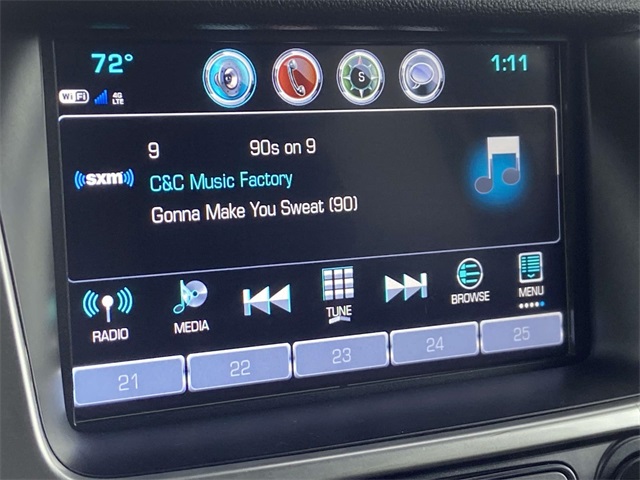 72° 1:11
WiFi 4G LTE
S
9 90s on 9
((sxm))
C&C Music Factory
Gonna Make You Sweat (90)
RADIO MEDIA TUNE BROWSE MENU
21 22 23 24 25